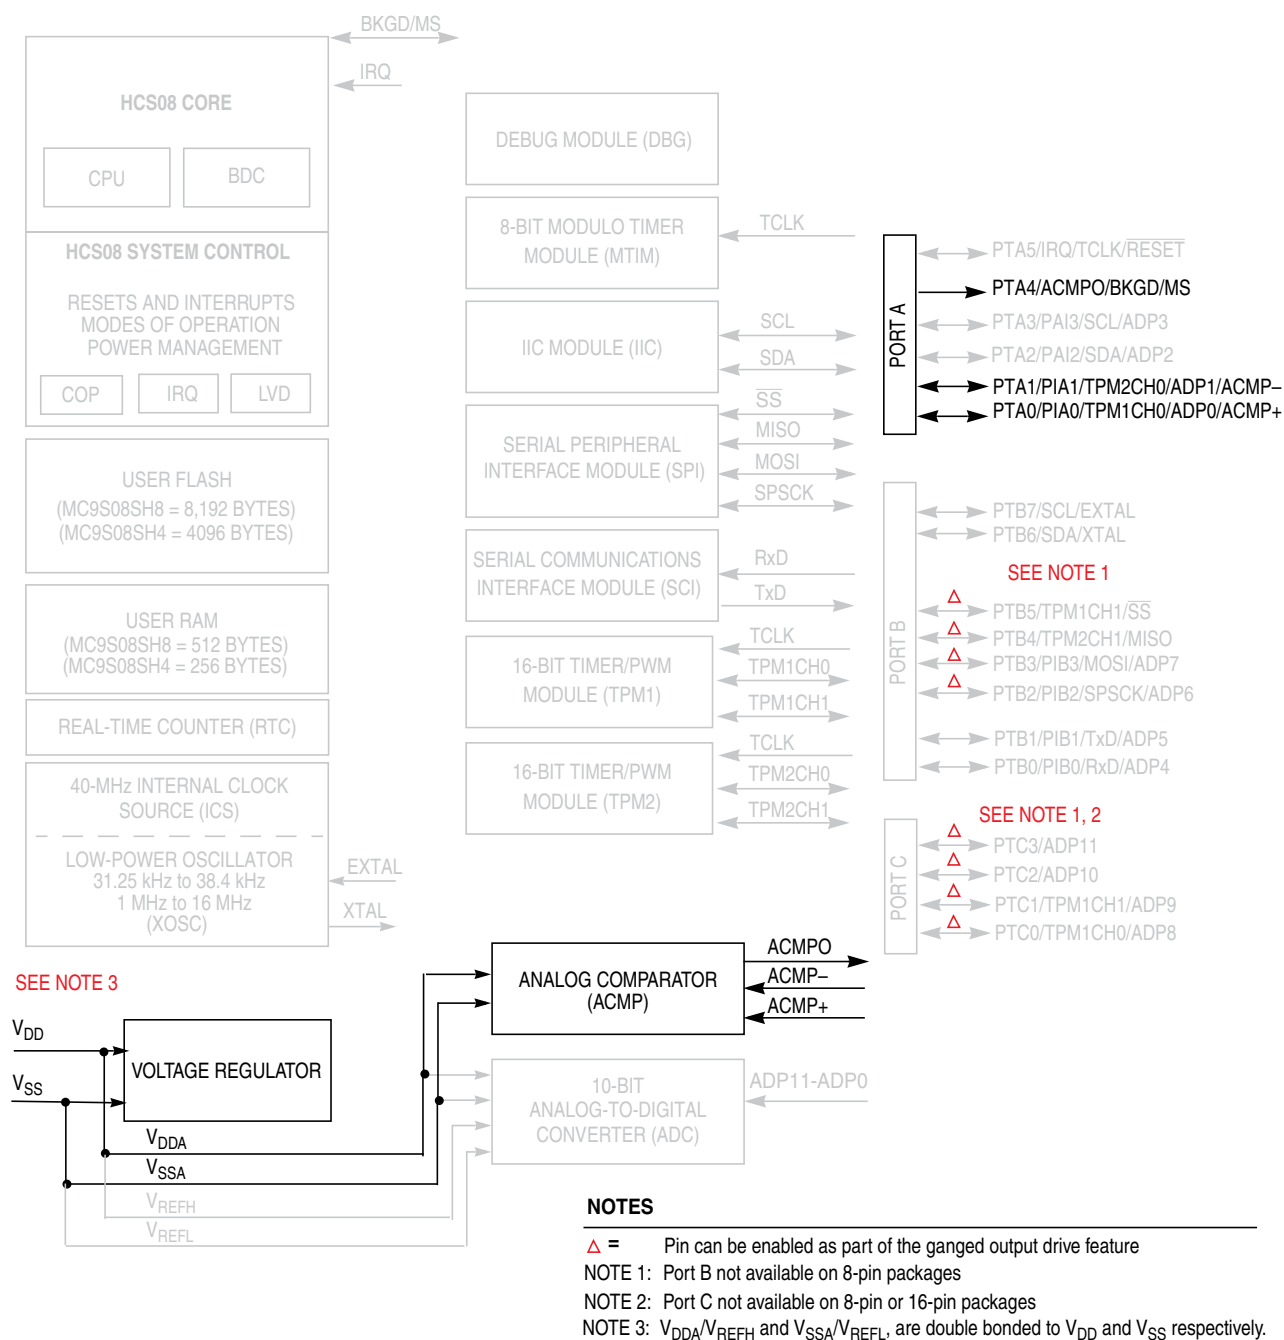 BKGD/MS
IRQ
HCS08 CORE
CPU
BDC
HCS08 SYSTEM CONTROL
RESETS AND INTERRUPTS
MODES OF OPERATION
POWER MANAGEMENT
COP
IRQ
LVD
USER FLASH
(MC9S08SH8 = 8,192 BYTES)
(MC9S08SH4 = 4096 BYTES)
USER RAM
(MC9S08SH8 = 512 BYTES)
(MC9S08SH4 = 256 BYTES)
REAL-TIME COUNTER (RTC)
40-MHz INTERNAL CLOCK
SOURCE (ICS)
LOW-POWER OSCILLATOR
31.25 kHz to 38.4 kHz
1 MHz to 16 MHz
(XOSC)
EXTAL
XTAL
SEE NOTE 3
VDD
VSS
VOLTAGE REGULATOR
VDDA
VSSA
VREFH
VREFL
DEBUG MODULE (DBG)
8-BIT MODULO TIMER
MODULE (MTIM)
TCLK
IIC MODULE (IIC)
SCL
SDA
SERIAL PERIPHERAL
INTERFACE MODULE (SPI)
SS
MISO
MOSI
SPSCK
SERIAL COMMUNICATIONS
INTERFACE MODULE (SCI)
RxD
TxD
16-BIT TIMER/PWM
MODULE (TPM1)
TCLK
TPM1CH0
TPM1CH1
16-BIT TIMER/PWM
MODULE (TPM2)
TCLK
TPM2CH0
TPM2CH1
ANALOG COMPARATOR
(ACMP)
ACMPO
ACMP–
ACMP+
10-BIT
ANALOG-TO-DIGITAL
CONVERTER (ADC)
ADP11-ADP0
PORT A
PTA5/IRQ/TCLK/RESET
PTA4/ACMPO/BKGD/MS
PTA3/PAI3/SCL/ADP3
PTA2/PAI2/SDA/ADP2
PTA1/PIA1/TPM2CH0/ADP1/ACMP–
PTA0/PIA0/TPM1CH0/ADP0/ACMP+
PORT B
PTB7/SCL/EXTAL
PTB6/SDA/XTAL
SEE NOTE 1
PTB5/TPM1CH1/SS
PTB4/TPM2CH1/MISO
PTB3/PIB3/MOSI/ADP7
PTB2/PIB2/SPSCK/ADP6
PTB1/PIB1/TxD/ADP5
PTB0/PIB0/RxD/ADP4
SEE NOTE 1, 2
PORT C
PTC3/ADP11
PTC2/ADP10
PTC1/TPM1CH1/ADP9
PTC0/TPM1CH0/ADP8
NOTES
△ = Pin can be enabled as part of the ganged output drive feature
NOTE 1: Port B not available on 8-pin packages
NOTE 2: Port C not available on 8-pin or 16-pin packages
NOTE 3: VDDA/VREFH and VSSA/VREFL, are double bonded to VDD and VSS respectively.